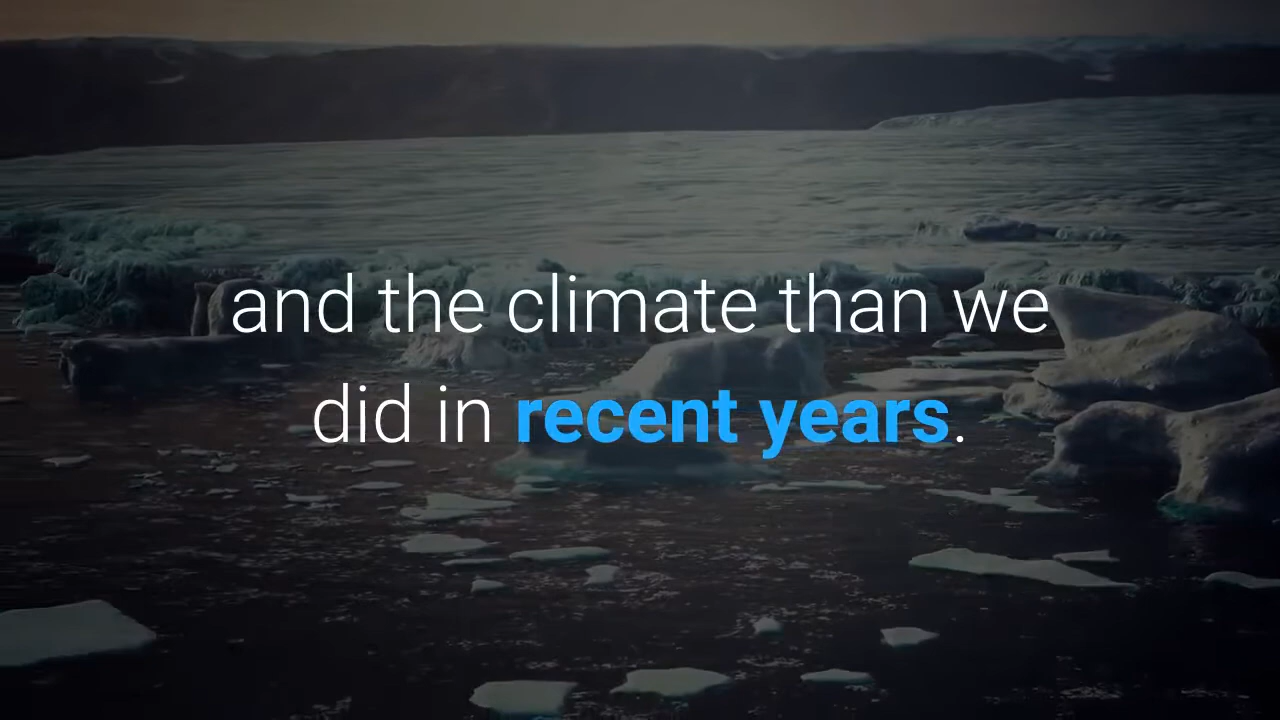 and the climate than we
did in recent years.